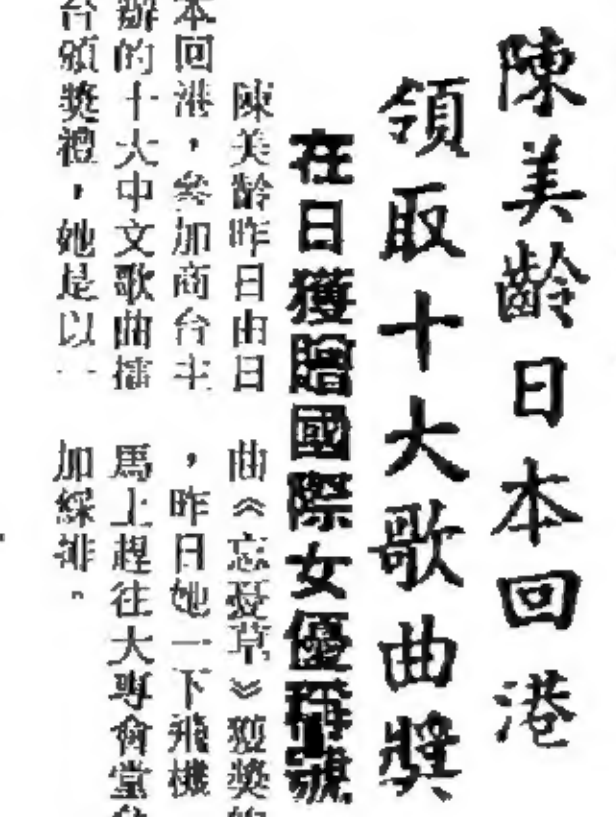 陳美齡日本回港
領取十大歌曲獎
在日獲贈國際女優稱號
陳美齡昨日由日
本回港，參加商台主
辦的十大中文歌曲擂
台頒獎禮，她是以一
曲《忘憂草》獲獎的
，昨日她一下飛機
馬上趕往大專會堂參
加綵排。